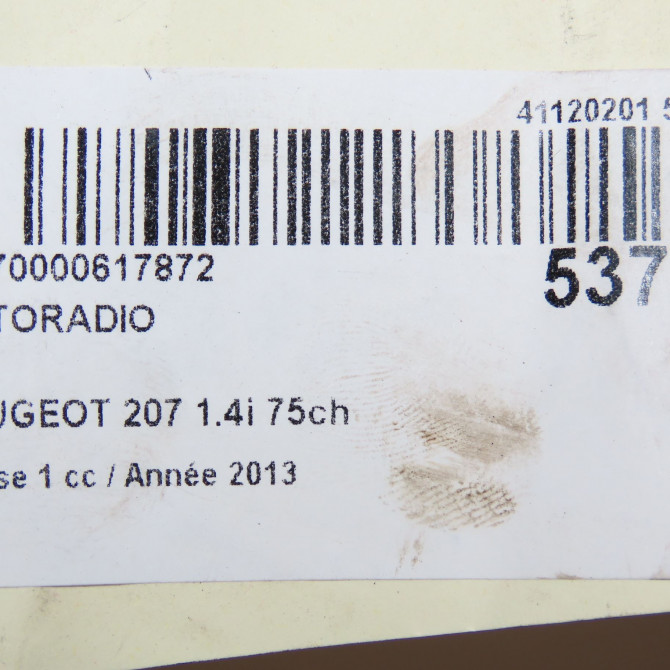 41120201 5
70000617872
537
TORADIO
UGEOT 207 1.4i 75ch
se 1 cc / Année 2013